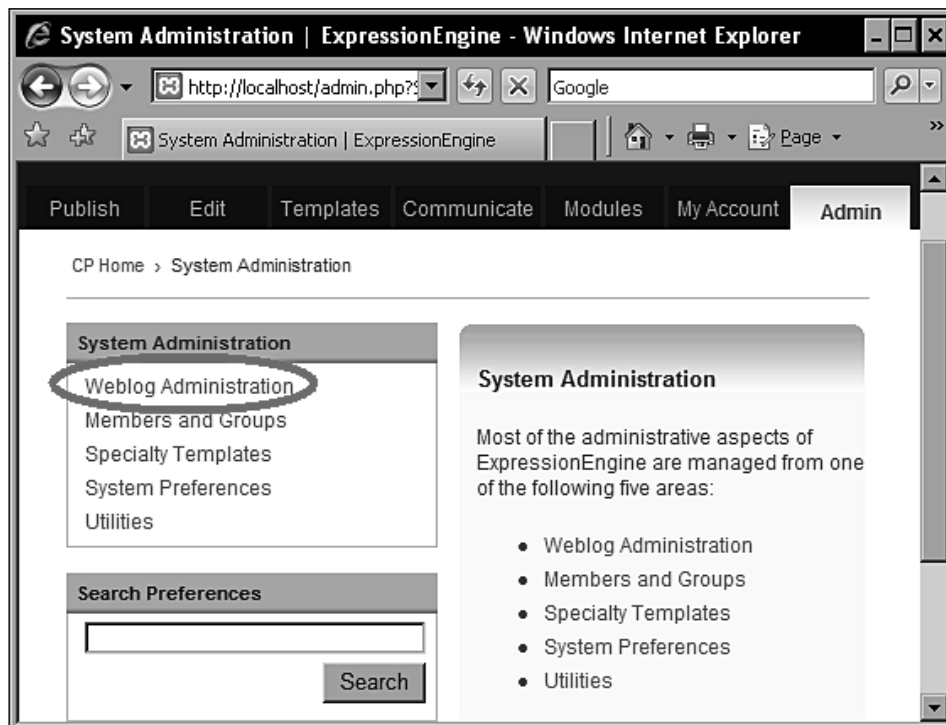 System Administration | ExpressionEngine - Windows Internet Explorer
http://localhost/admin.php?S
Google
System Administration | ExpressionEngine
Page
»
Publish Edit Templates Communicate Modules My Account Admin
CP Home › System Administration
System Administration
Weblog Administration
Members and Groups
Specialty Templates
System Preferences
Utilities
Search Preferences
Search
System Administration
Most of the administrative aspects of
ExpressionEngine are managed from one
of the following five areas:
• Weblog Administration
• Members and Groups
• Specialty Templates
• System Preferences
• Utilities